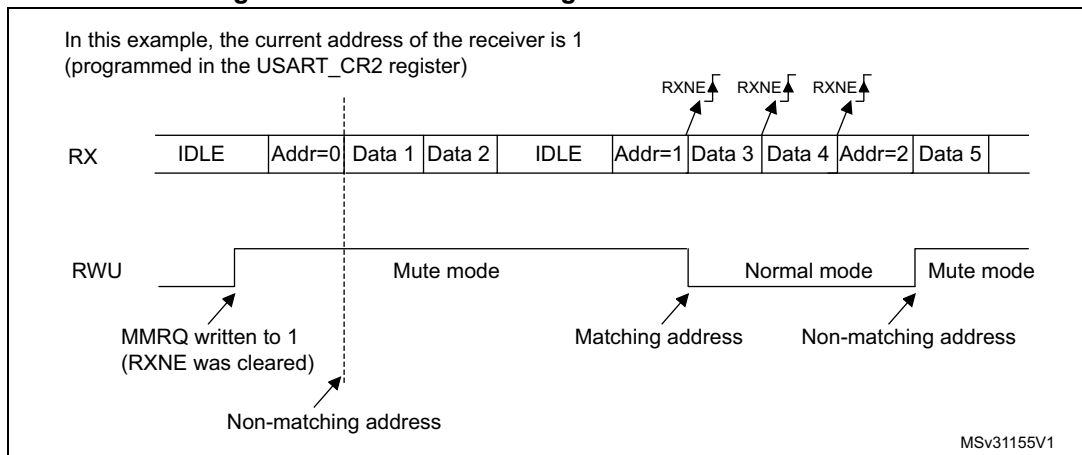 In this example, the current address of the receiver is 1
(programmed in the USART_CR2 register)
RXNE RXNE RXNE
RX IDLE Addr=0 Data 1 Data 2 IDLE Addr=1 Data 3 Data 4 Addr=2 Data 5
RWU Mute mode Normal mode Mute mode
MMRQ written to 1 Matching address Non-matching address
(RXNE was cleared)
Non-matching address
MSv31155V1